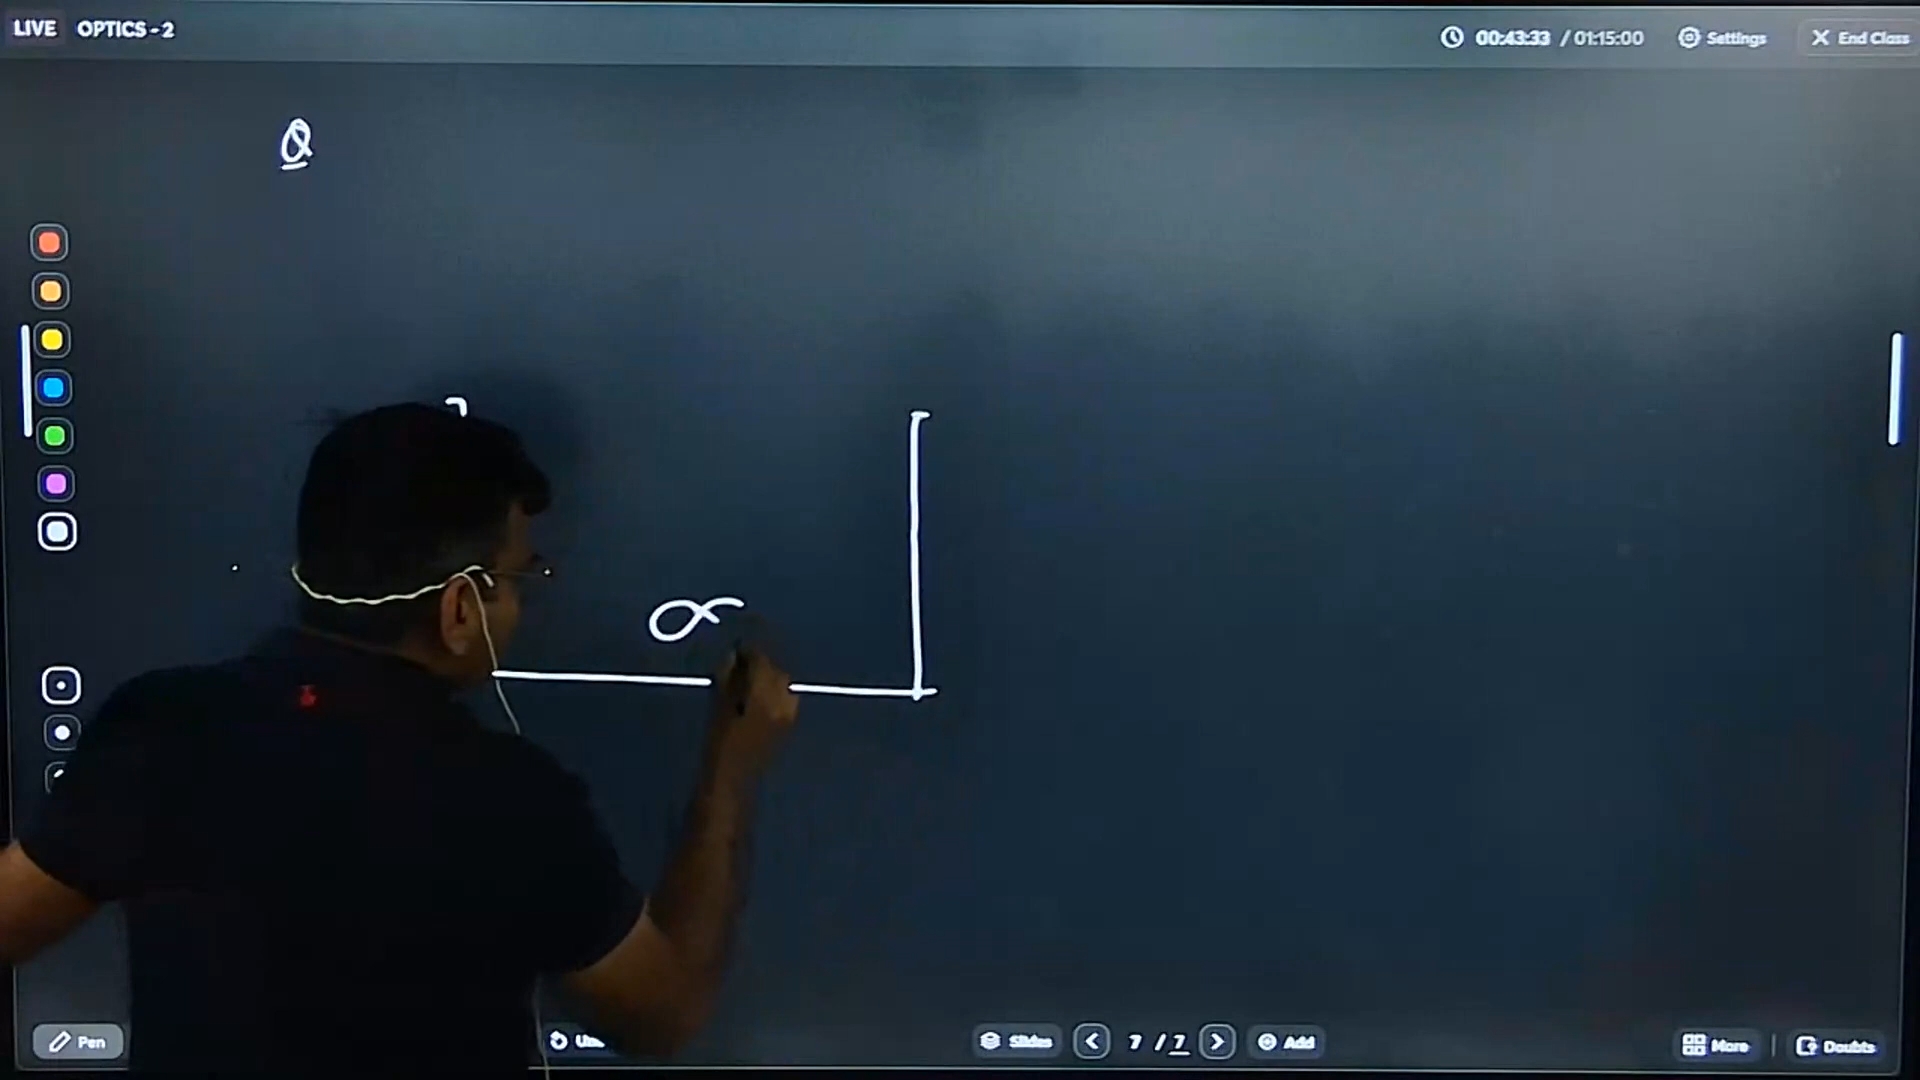 LIVE OPTICS - 2 00:43:33 / 01:15:00 Settings X End Class
Q
Pen Slides 7 / 7 Add More Doubts